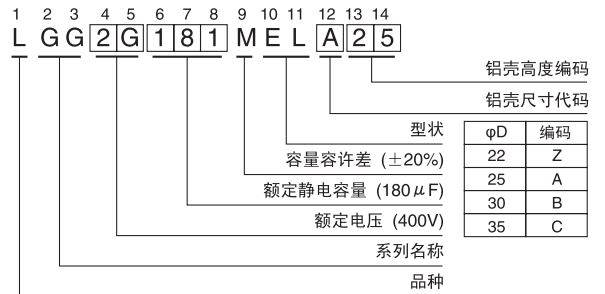 1 2 3 4 5 6 7 8 9 10 11 12 13 14
L G G 2 G 1 8 1 M E L A 2 5
铝壳高度编码
铝壳尺寸代码
型状
容量容许差 (±20%)
额定静电容量 (180μF)
额定电压 (400V)
系列名称
品种
φD 编码
22 Z
25 A
30 B
35 C